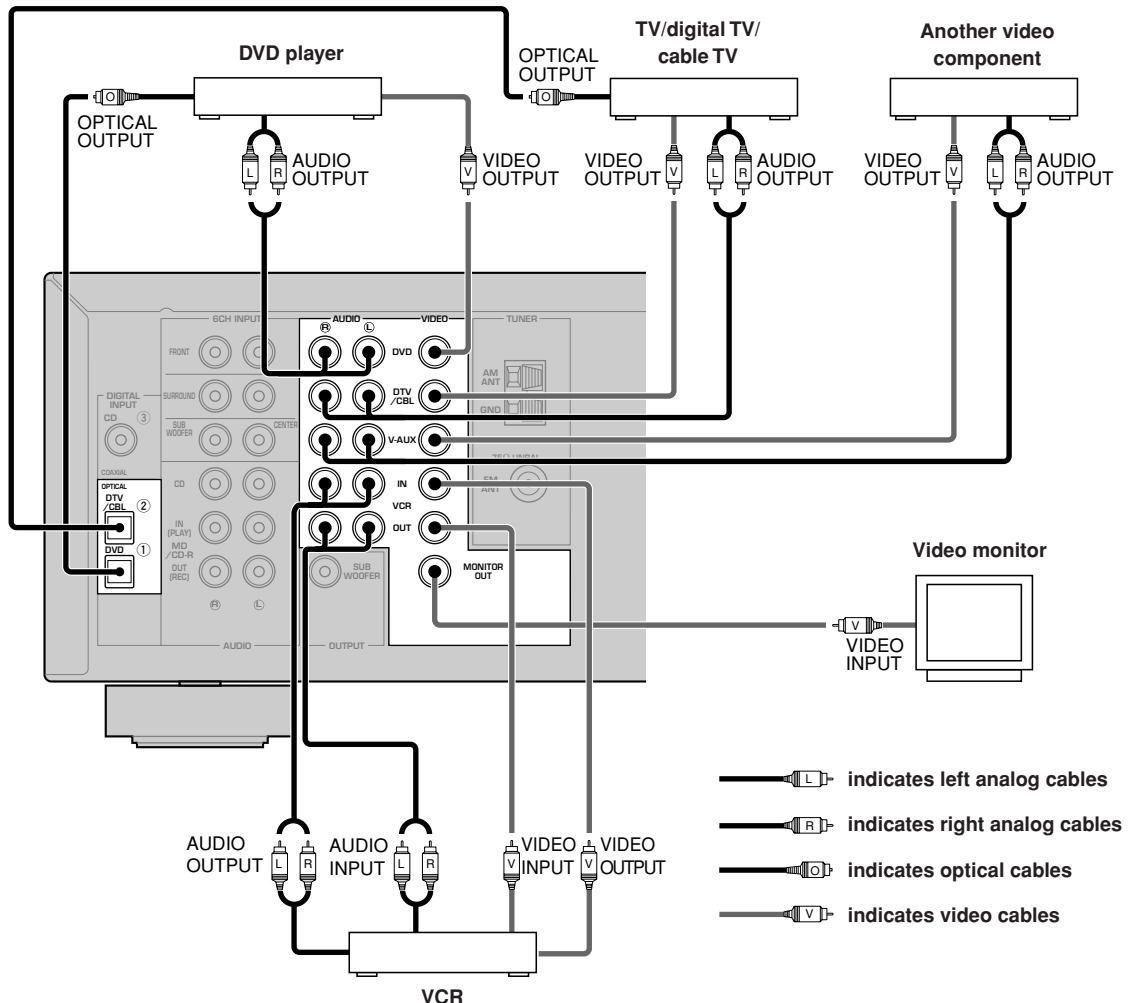 DVD player
TV/digital TV/
cable TV
Another video
component
OPTICAL
OUTPUT
OPTICAL
OUTPUT
L
R
AUDIO
OUTPUT
V
VIDEO
OUTPUT
VIDEO
OUTPUT
V
L
R
AUDIO
OUTPUT
VIDEO
OUTPUT
V
L
R
AUDIO
OUTPUT
O
O
6CH INPUT
AUDIO
VIDEO
TUNER
R
L
FRONT
DVD
AM
ANT
GND
SURROUND
DTV
/CBL
DIGITAL
INPUT
CD ③
SUB
WOOFER
CENTER
V-AUX
75Ω UNBAL.
FM
ANT
COAXIAL
CD
IN
VCR
OUT
OPTICAL
DTV
/CBL ②
DVD ①
IN
(PLAY)
MD
/CD-R
OUT
(REC)
SUB
WOOFER
MONITOR
OUT
R
L
AUDIO
OUTPUT
Video monitor
V
VIDEO
INPUT
AUDIO
OUTPUT
L
R
AUDIO
INPUT
L
R
V
VIDEO
INPUT
V
VIDEO
OUTPUT
VCR
L indicates left analog cables
R indicates right analog cables
O indicates optical cables
V indicates video cables